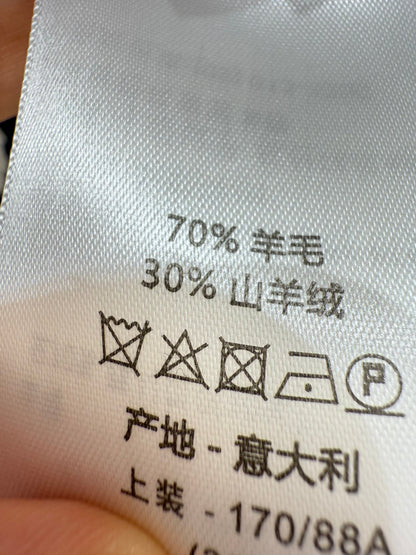 70% 羊毛
30% 山羊绒
P
产地 - 意大利
上装 - 170/88A